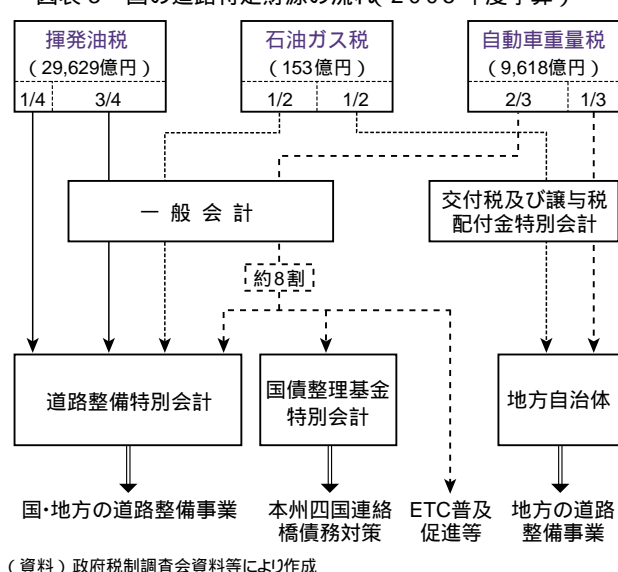 図表3 国の道路特定財源の流れ(2005年度予算)
揮発油税
(29,629億円)
1/4 3/4
石油ガス税
(153億円)
1/2 1/2
自動車重量税
(9,618億円)
2/3 1/3
一般会計
交付税及び譲与税
配付金特別会計
約8割
道路整備特別会計
国債整理基金
特別会計
地方自治体
国・地方の道路整備事業
本州四国連絡
橋債務対策
ETC普及
促進等
地方の道路
整備事業
(資料)政府税制調査会資料等により作成